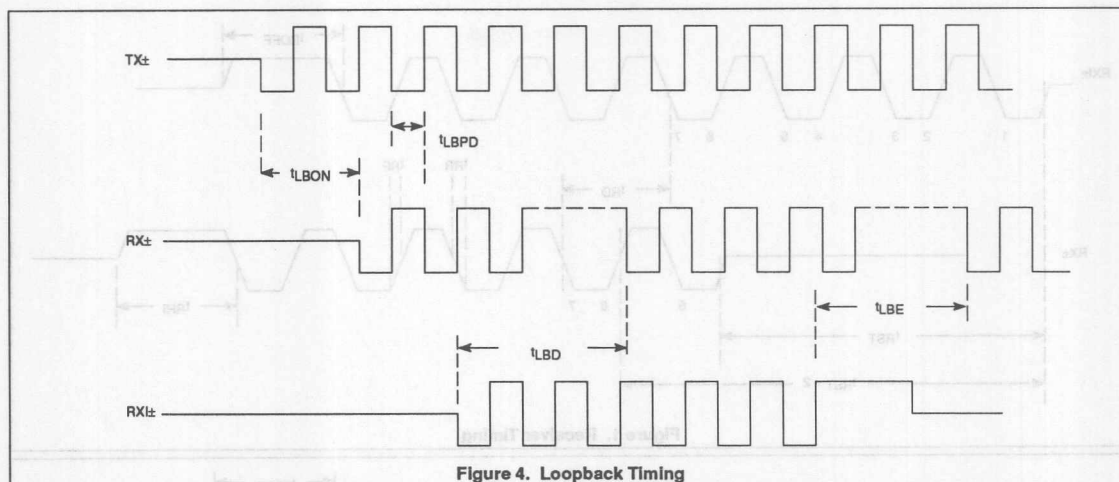 TX±
tLBPD
tLBON
RX±
tLBE
tLBD
RXI±
Figure 4. Loopback Timing